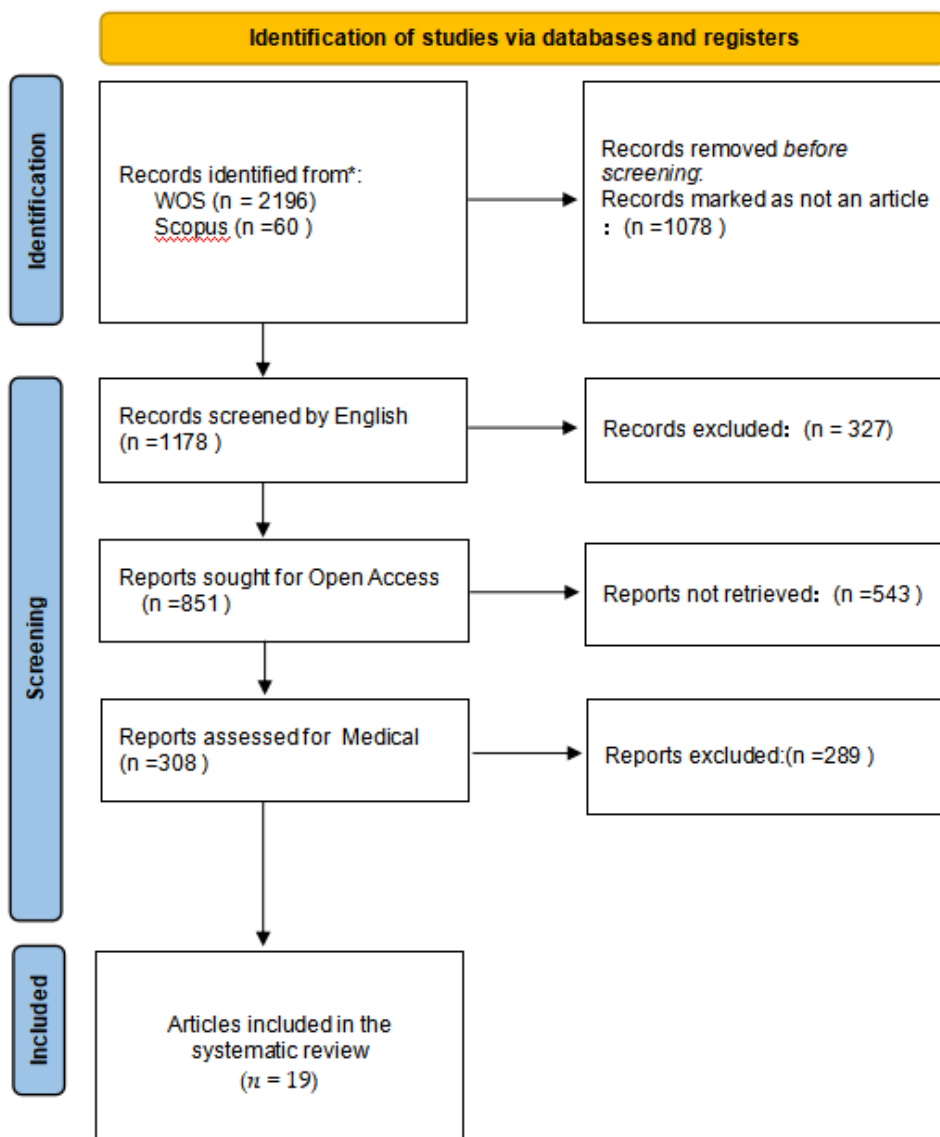 Identification of studies via databases and registers
Identification
Records identified from*:
WOS (n = 2196)
Scopus (n =60 )
Records removed before
screening:
Records marked as not an article
：(n =1078 )
Screening
Records screened by English
(n =1178 )
Records excluded：(n = 327)
Reports sought for Open Access
(n =851 )
Reports not retrieved：(n =543 )
Reports assessed for Medical
(n =308 )
Reports excluded:(n =289 )
Included
Articles included in the
systematic review
(n = 19)